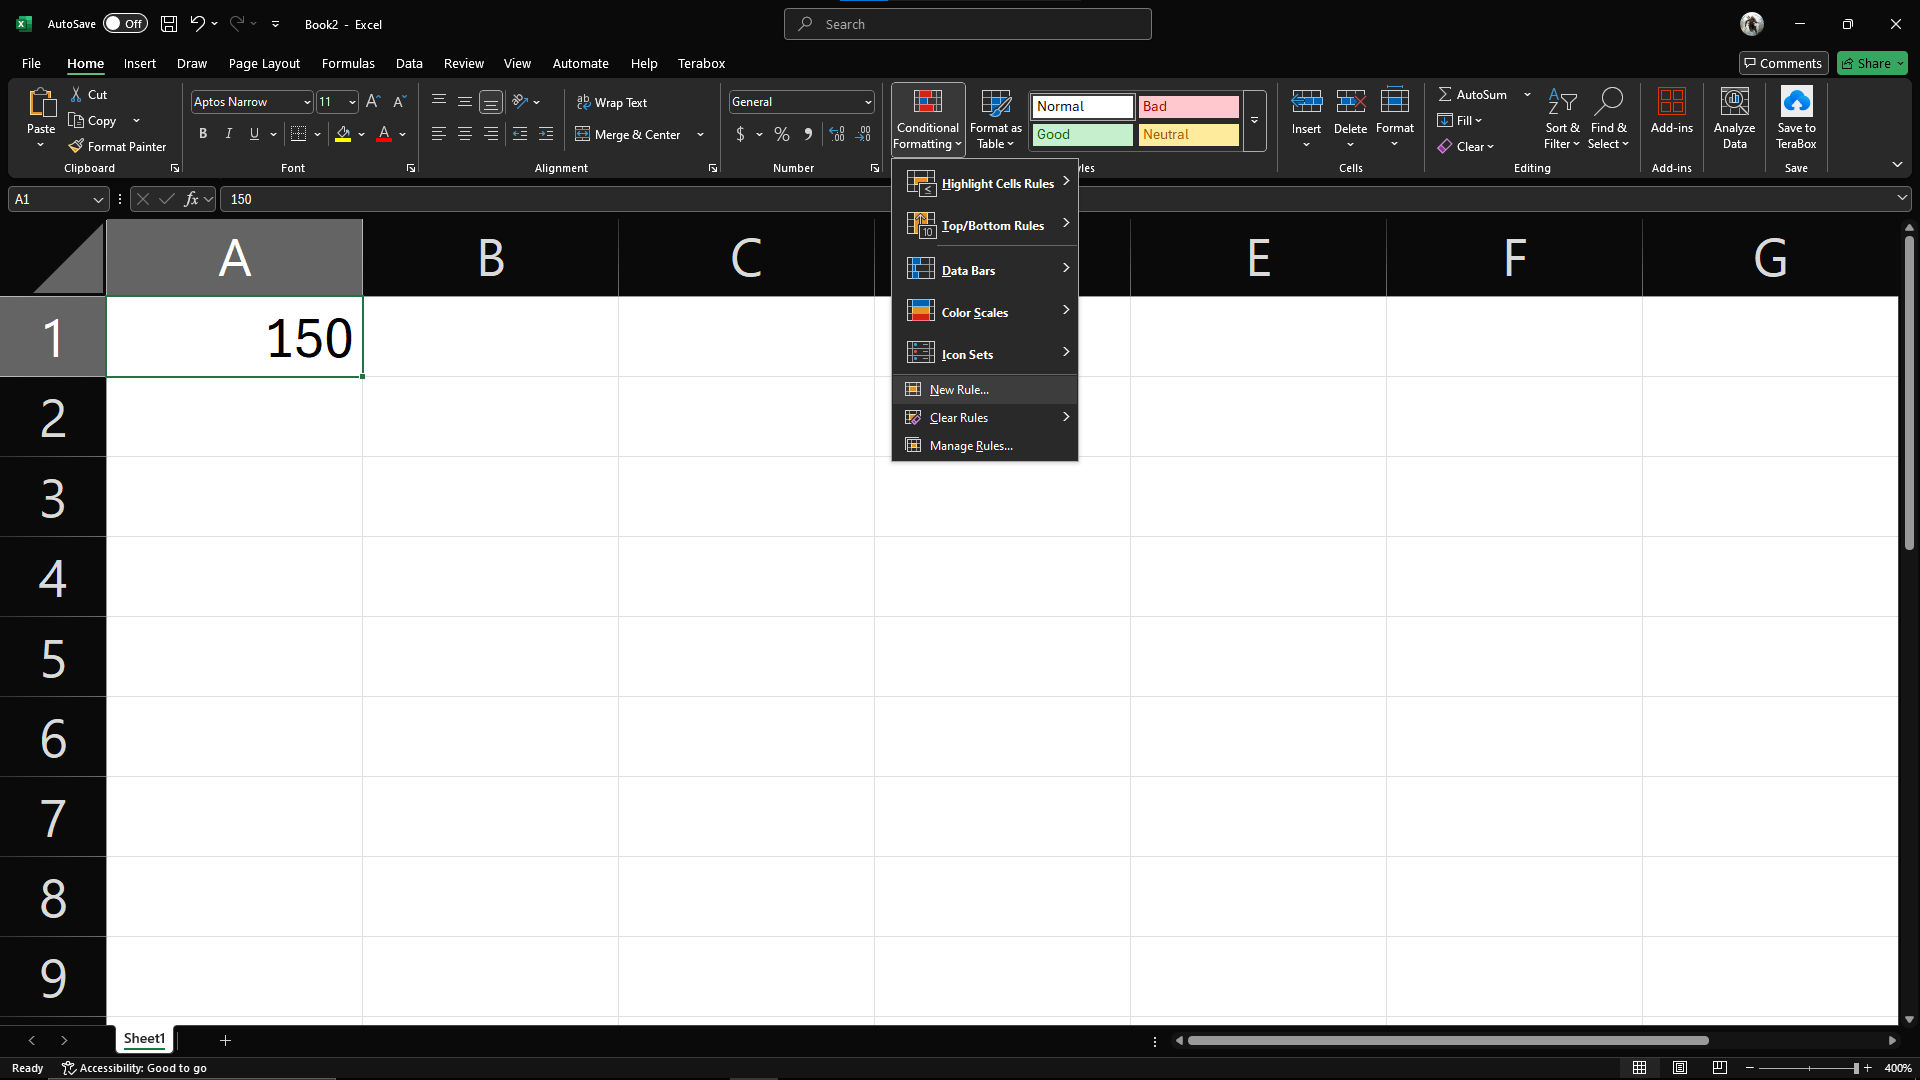 AutoSave Off Book2 - Excel Search
File Home Insert Draw Page Layout Formulas Data Review View Automate Help Terabox Comments Share
Paste
Cut
Copy
Format Painter
Clipboard
Aptos Narrow 11
B I U
Font
Wrap Text
Merge & Center
Alignment
General
$ % 9
Number
Conditional
Formatting
Format as
Table
Normal Bad
Good Neutral
les
Insert Delete Format
Cells
AutoSum
Fill
Clear
Sort &
Filter
Find &
Select
Editing
Add-ins
Add-ins
Analyze
Data
Save to
TeraBox
Save
A1 fx 150
Highlight Cells Rules
Top/Bottom Rules
Data Bars
Color Scales
Icon Sets
New Rule...
Clear Rules
Manage Rules...
A B C E F G
1 150
2
3
4
5
6
7
8
9
Sheet1
Ready Accessibility: Good to go 400%